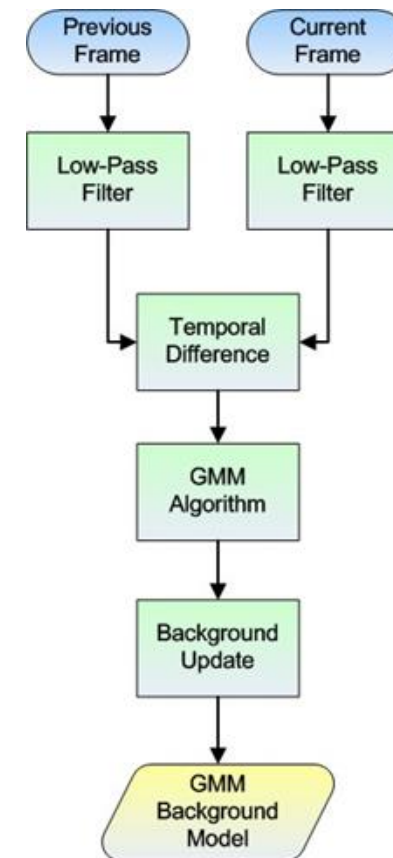 Previous
Frame
Current
Frame
Low-Pass
Filter
Low-Pass
Filter
Temporal
Difference
GMM
Algorithm
Background
Update
GMM
Background
Model